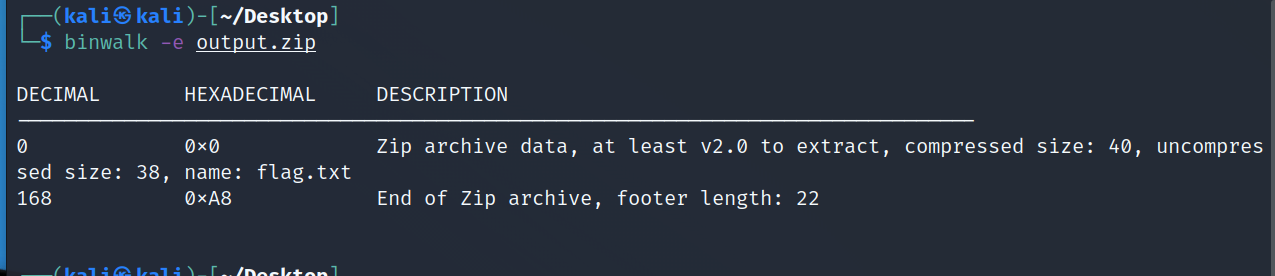 ┌──(kali㉿kali)-[~/Desktop]
└─$ binwalk -e output.zip
DECIMAL       HEXADECIMAL     DESCRIPTION
--------------------------------------------------------------------------------
0             0×0             Zip archive data, at least v2.0 to extract, compressed size: 40, uncompres
sed size: 38, name: flag.txt
168           0×A8            End of Zip archive, footer length: 22
┌──(kali㉿kali)-[~/Desktop]